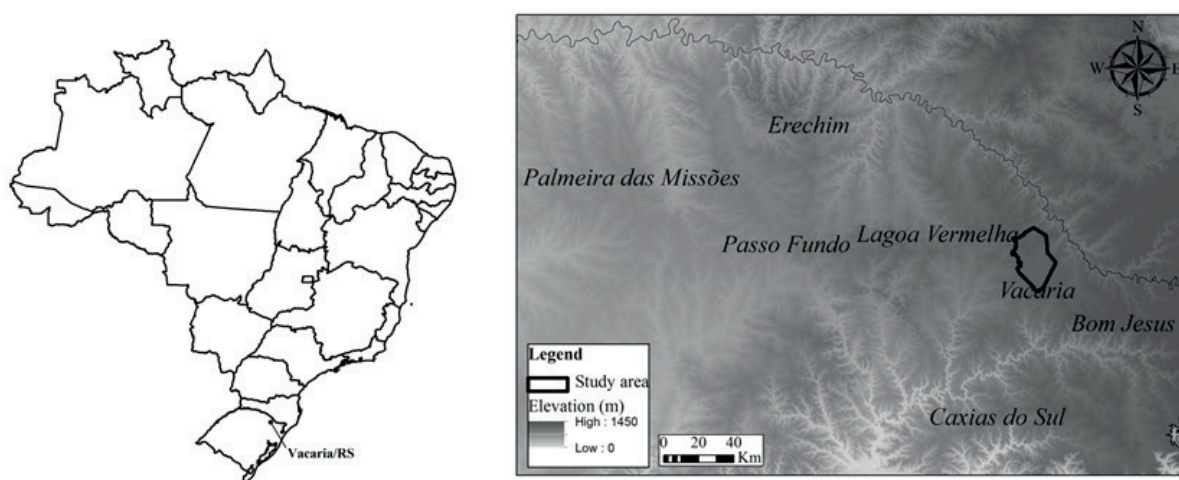 Vacaria/RS
N
W
E
S
Erechim
Palmeira das Missões
Passo Fundo
Lagoa Vermelha
Vacaria
Bom Jesus
Caxias do Sul
Legend
Study area
Elevation (m)
High : 1450
Low : 0
0 20 40
Km